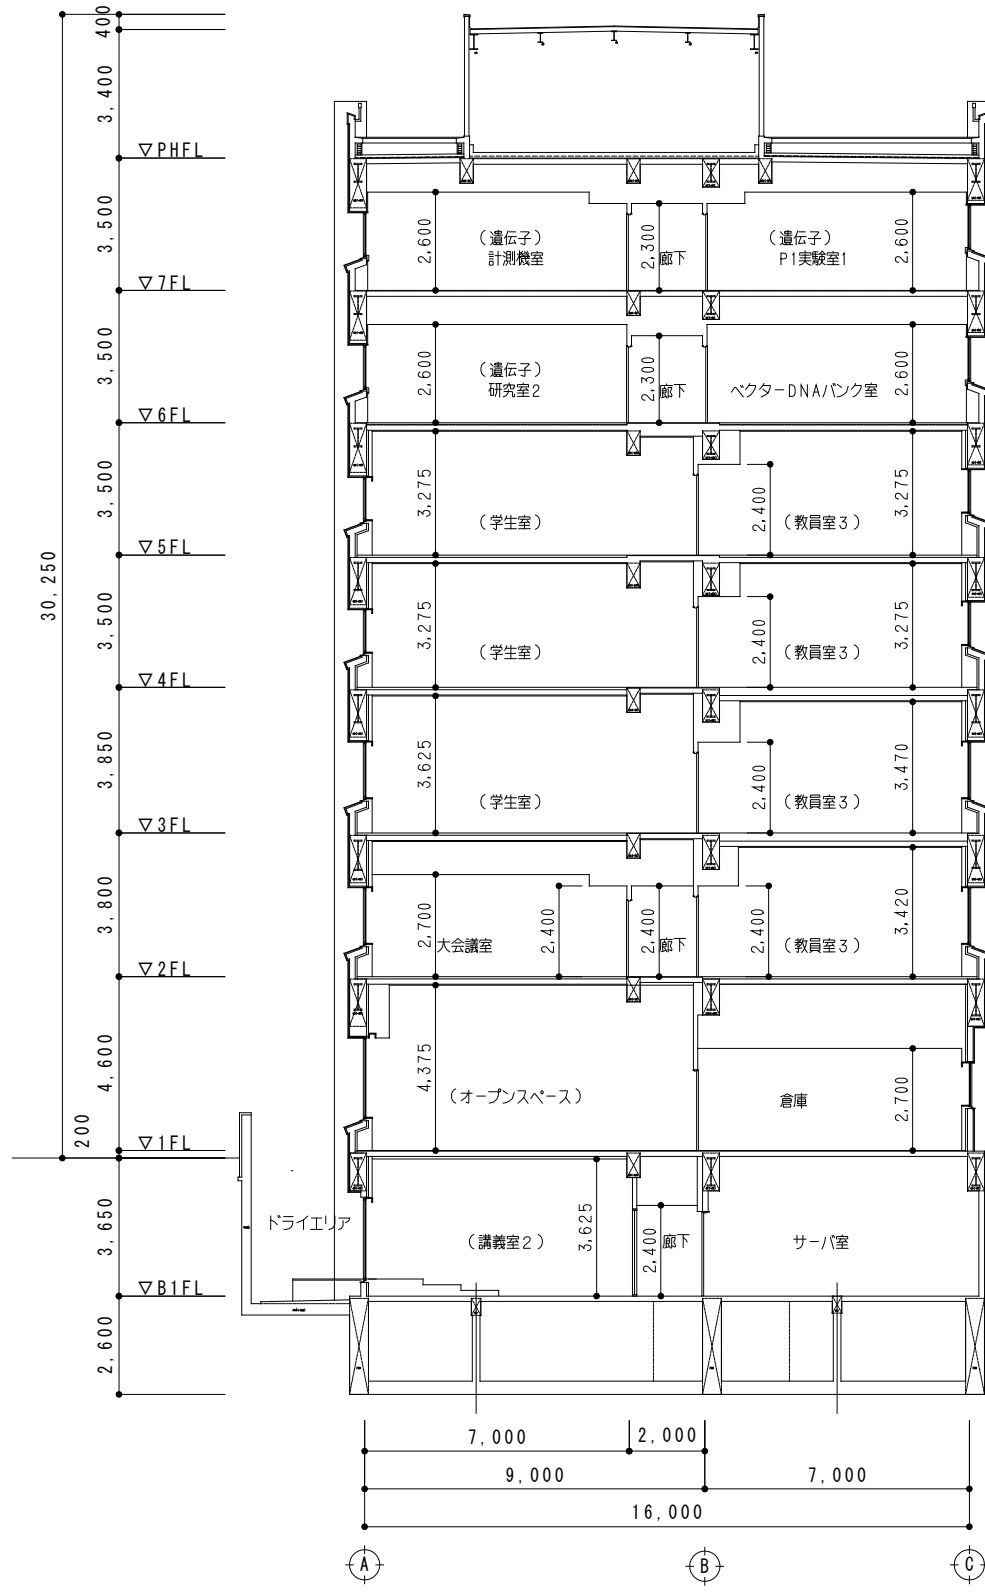 400
3,400
▽PHFL
3,500
2,600
(遺伝子)
計測機室
2,300
廊下
(遺伝子)
P1実験室1
2,600
▽7FL
3,500
2,600
(遺伝子)
研究室2
2,300
廊下
ベクターDNAバンク室
2,600
▽6FL
3,500
3,275
(学生室)
2,400
(教員室3)
3,275
▽5FL
30,250
3,500
3,275
(学生室)
2,400
(教員室3)
3,275
▽4FL
3,850
3,625
(学生室)
2,400
(教員室3)
3,470
▽3FL
3,800
2,700
大会議室
2,400
2,400
廊下
2,400
(教員室3)
3,420
▽2FL
4,600
4,375
(オープンスペース)
倉庫
2,700
200
▽1FL
3,650
ドライエリア
(講義室2)
3,625
2,400
廊下
サーバ室
▽B1FL
2,600
7,000
2,000
9,000
7,000
16,000
A
B
C